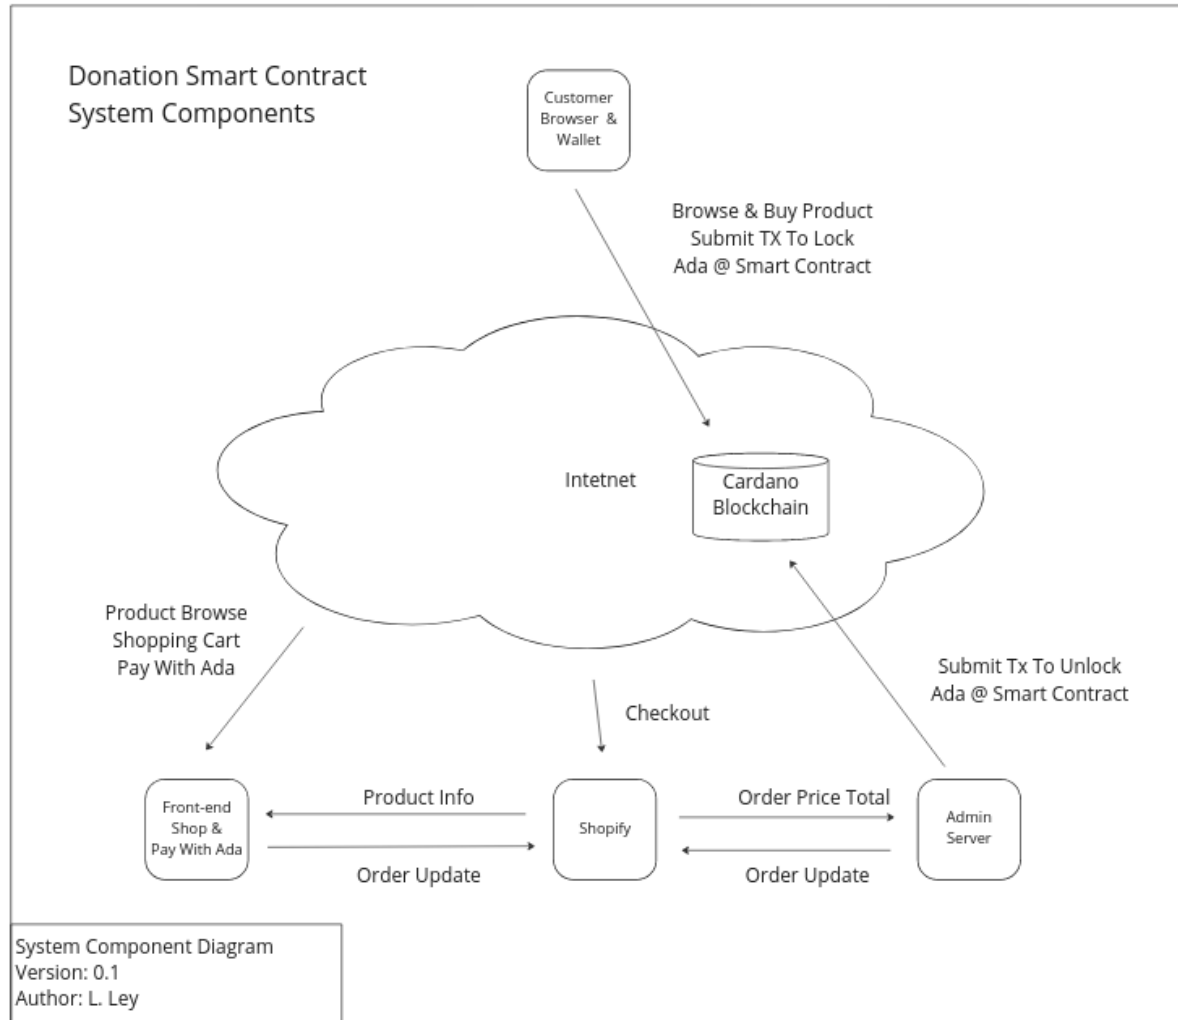 Donation Smart Contract
System Components
Customer
Browser &
Wallet
Browse & Buy Product
Submit TX To Lock
Ada @ Smart Contract
Intetnet
Cardano
Blockchain
Product Browse
Shopping Cart
Pay With Ada
Submit Tx To Unlock
Ada @ Smart Contract
Checkout
Front-end
Shop &
Pay With Ada
Product Info
Order Update
Shopify
Order Price Total
Order Update
Admin
Server
System Component Diagram
Version: 0.1
Author: L. Ley